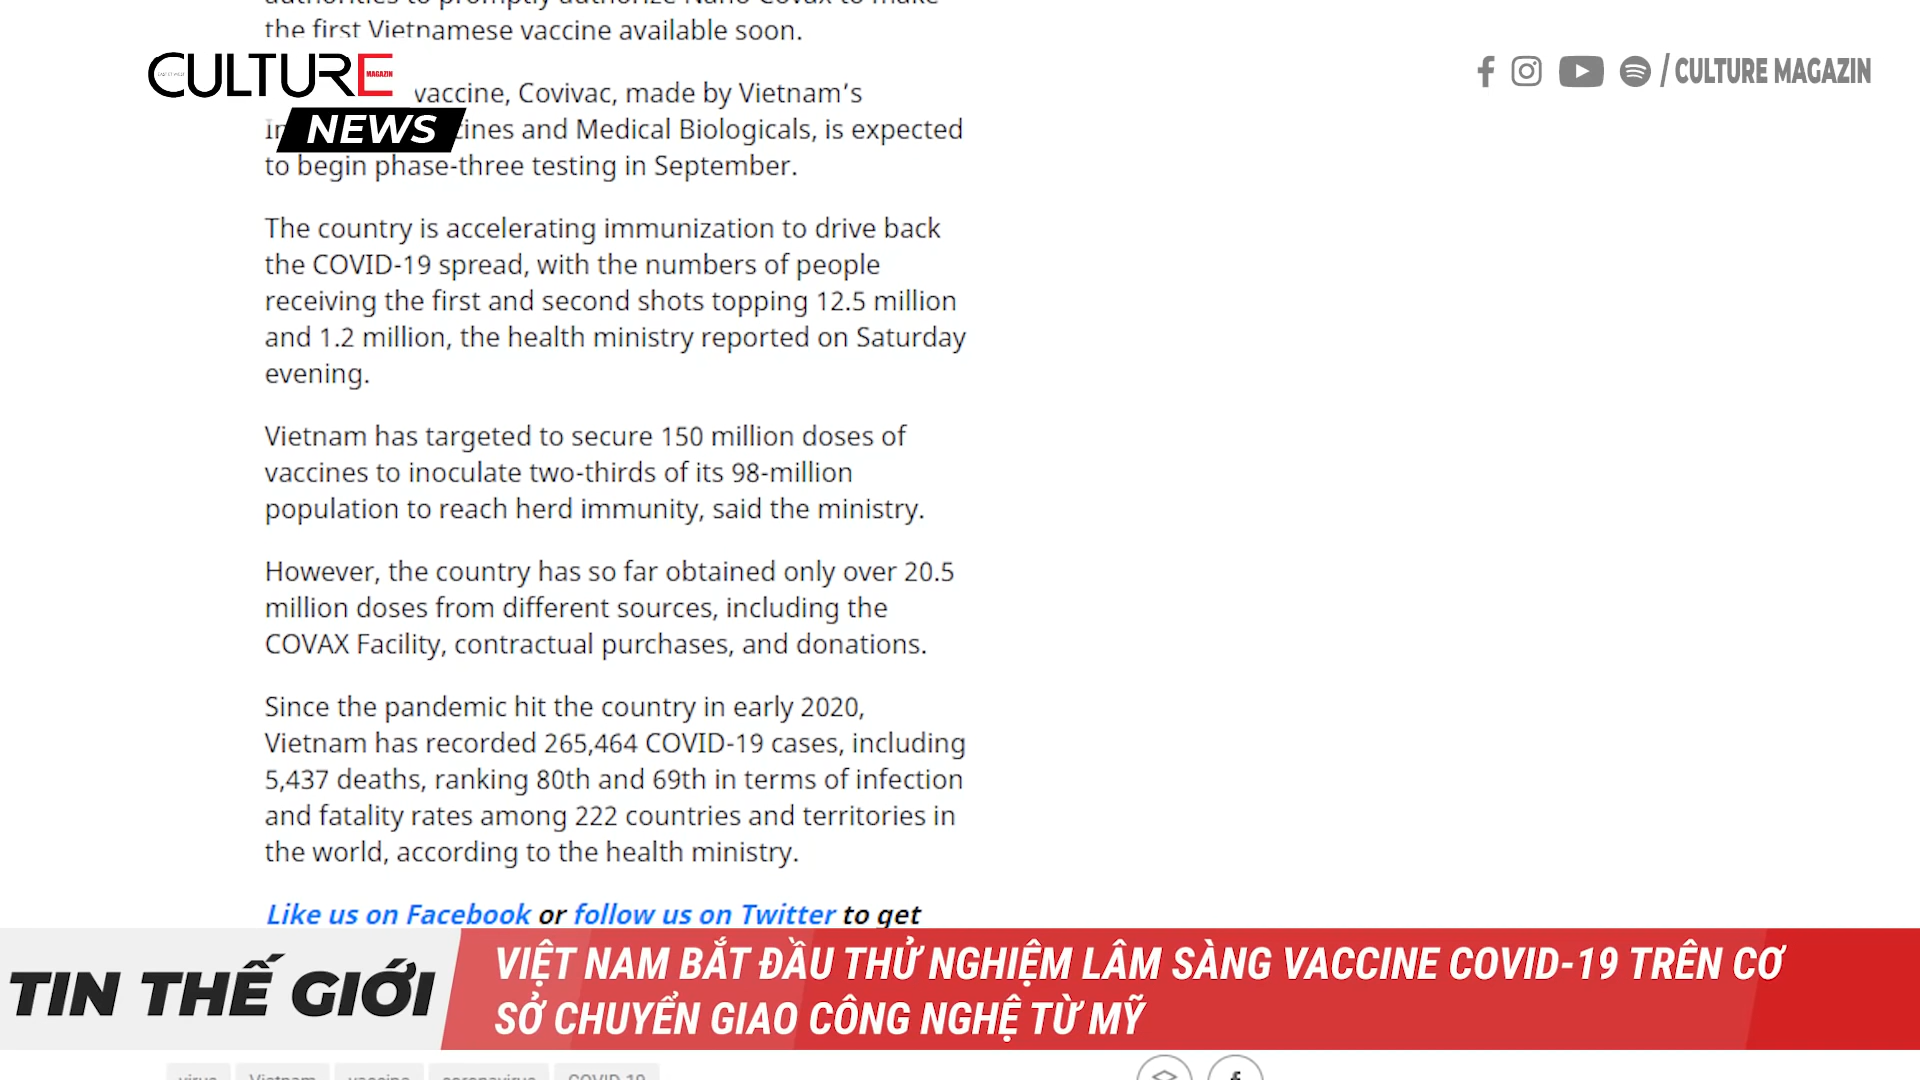 the first Vietnamese vaccine available soon.
CULTURE
MAGAZIN
NEWS
/ CULTURE MAGAZIN
vaccine, Covivac, made by Vietnam's
and Medical Biologicals, is expected
to begin phase-three testing in September.
The country is accelerating immunization to drive back
the COVID-19 spread, with the numbers of people
receiving the first and second shots topping 12.5 million
and 1.2 million, the health ministry reported on Saturday
evening.
Vietnam has targeted to secure 150 million doses of
vaccines to inoculate two-thirds of its 98-million
population to reach herd immunity, said the ministry.
However, the country has so far obtained only over 20.5
million doses from different sources, including the
COVAX Facility, contractual purchases, and donations.
Since the pandemic hit the country in early 2020,
Vietnam has recorded 265,464 COVID-19 cases, including
5,437 deaths, ranking 80th and 69th in terms of infection
and fatality rates among 222 countries and territories in
the world, according to the health ministry.
Like us on Facebook or follow us on Twitter to get
TIN THẾ GIỚI
VIỆT NAM BẮT ĐẦU THỬ NGHIỆM LÂM SÀNG VACCINE COVID-19 TRÊN CƠ
SỞ CHUYỂN GIAO CÔNG NGHỆ TỪ MỸ